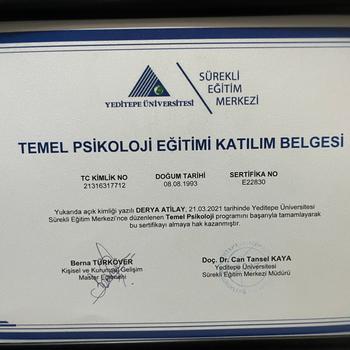 YEDİTEPE ÜNİVERSİTESİ
SÜREKLİ
EĞİTİM
MERKEZİ
TEMEL PSİKOLOJİ EĞİTİMİ KATILIM BELGESİ
TC KİMLİK NO DOĞUM TARİHİ SERTİFİKA NO
21316317712 08.08.1993 E22830
Yukarıda açık kimliği yazılı DERYA ATİLAY, 21.03.2021 tarihinde Yeditepe Üniversitesi
Sürekli Eğitim Merkezi'nce düzenlenen Temel Psikoloji programını başarıyla tamamlayarak
bu sertifikayı almaya hak kazanmıştır.
Berna TÜRKÖVER
Kişisel ve Kurumsal Gelişim
Master Eğitmeni
Doç. Dr. Can Tansel KAYA
Yeditepe Üniversitesi
Sürekli Eğitim Merkezi Müdürü